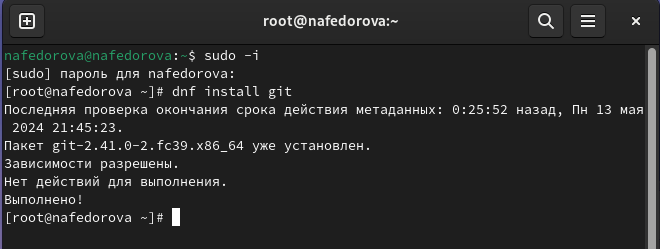 root@nafedorova:~
nafedorova@nafedorova:~$ sudo -i
[sudo] пароль для nafedorova:
[root@nafedorova ~]# dnf install git
Последняя проверка окончания срока действия метаданных: 0:25:52 назад, Пн 13 мая
2024 21:45:23.
Пакет git-2.41.0-2.fc39.x86_64 уже установлен.
Зависимости разрешены.
Нет действий для выполнения.
Выполнено!
[root@nafedorova ~]#